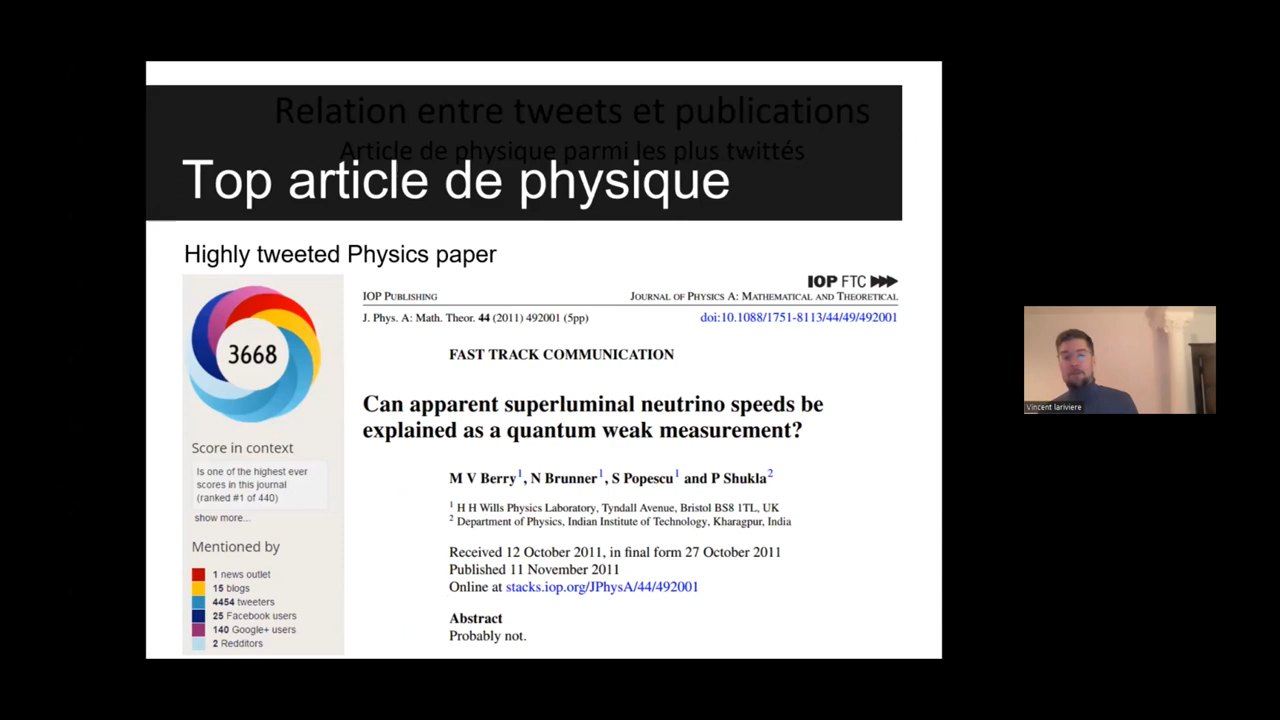 Relation entre tweets et publications
Article de physique parmi les plus twittés
Top article de physique
Highly tweeted Physics paper
3668
Score in context
Is one of the highest ever
scores in this journal
(ranked #1 of 440)
show more...
Mentioned by
1 news outlet
15 blogs
4454 tweeters
25 Facebook users
140 Google+ users
2 Redditors
IOP FTC
IOP PUBLISHING JOURNAL OF PHYSICS A: MATHEMATICAL AND THEORETICAL
J. Phys. A: Math. Theor. 44 (2011) 492001 (5pp) doi:10.1088/1751-8113/44/49/492001
FAST TRACK COMMUNICATION
Can apparent superluminal neutrino speeds be
explained as a quantum weak measurement?
M V Berry1, N Brunner1, S Popescu1 and P Shukla2
1 H H Wills Physics Laboratory, Tyndall Avenue, Bristol BS8 1TL, UK
2 Department of Physics, Indian Institute of Technology, Kharagpur, India
Received 12 October 2011, in final form 27 October 2011
Published 11 November 2011
Online at stacks.iop.org/JPhysA/44/492001
Abstract
Probably not.
Vincent lariviere